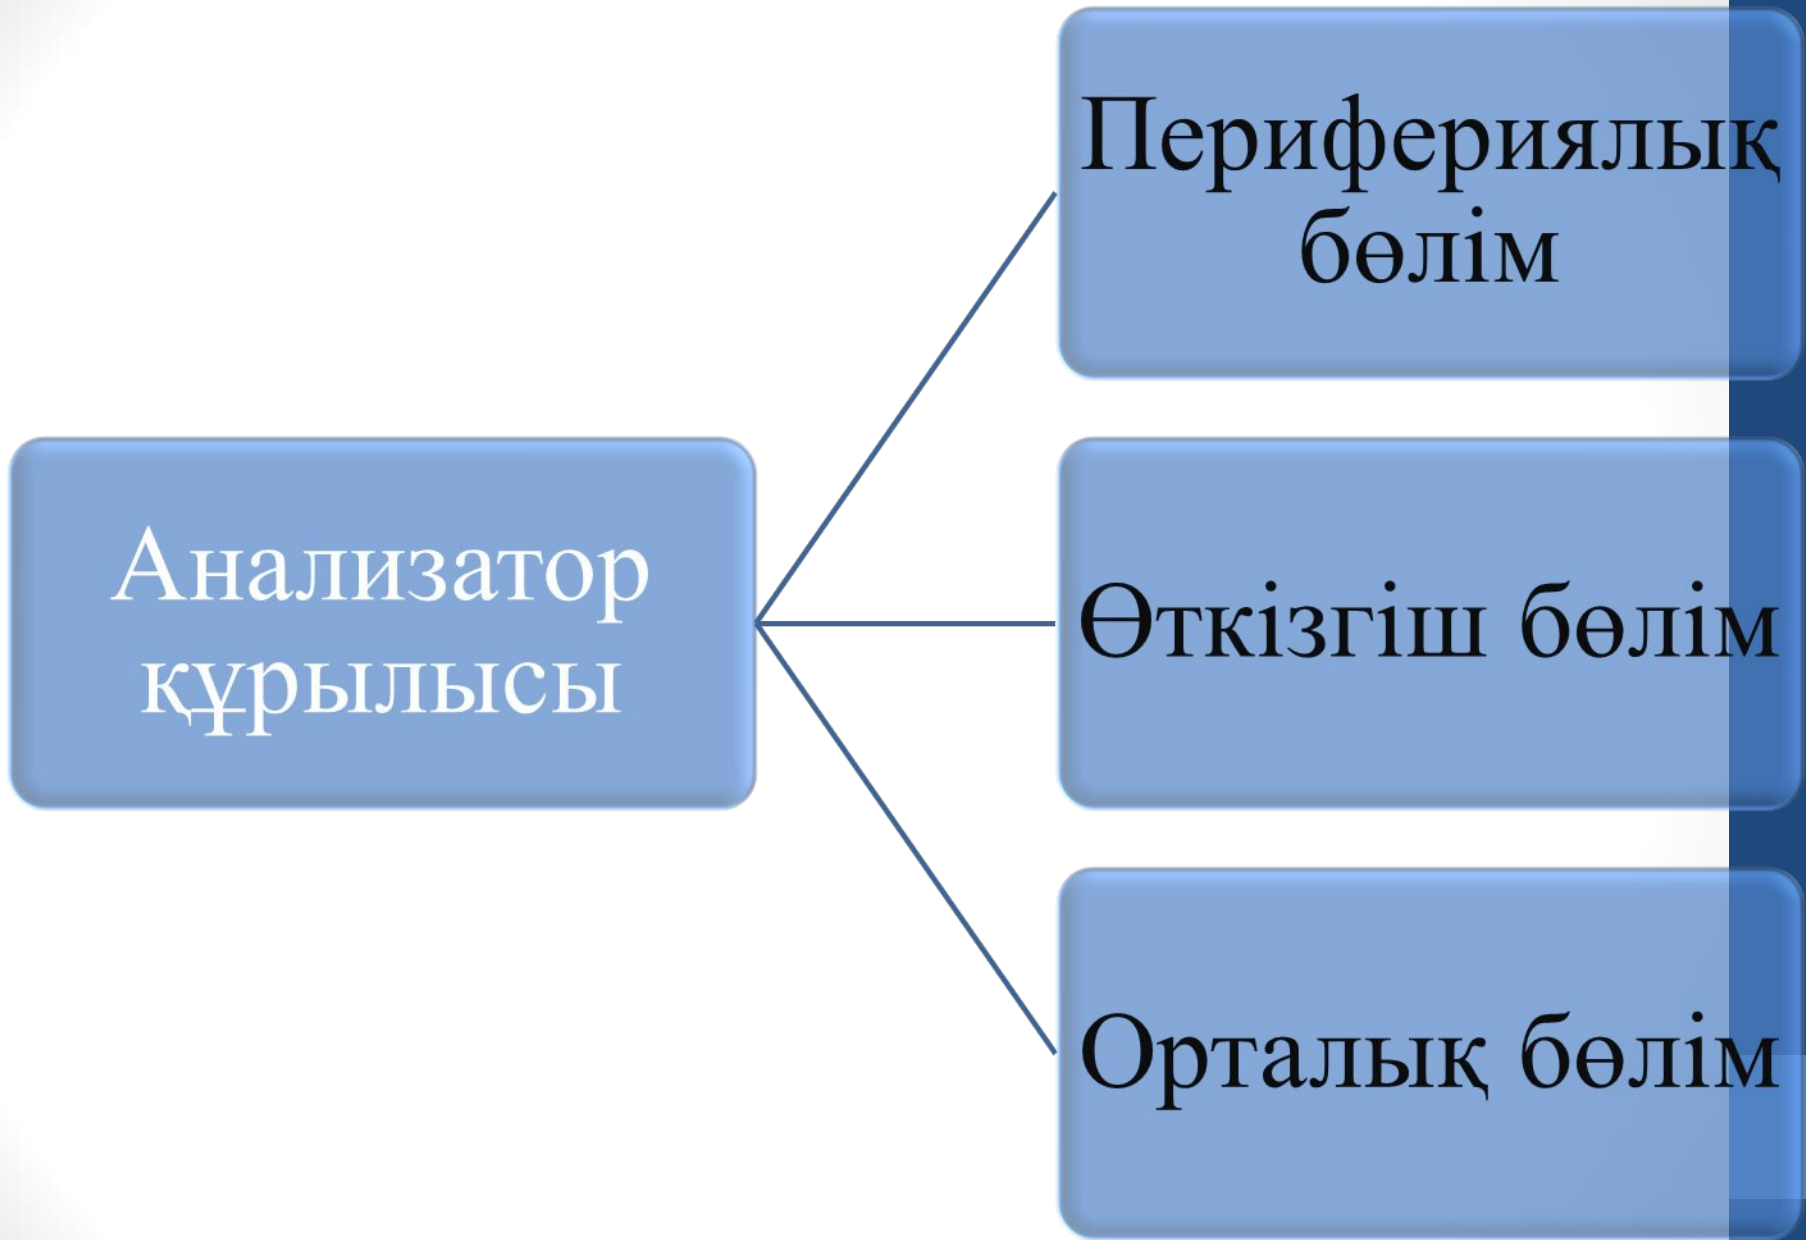 Анализатор
құрылысы
Перифериялық
бөлім
Өткізгіш бөлім
Орталық бөлім